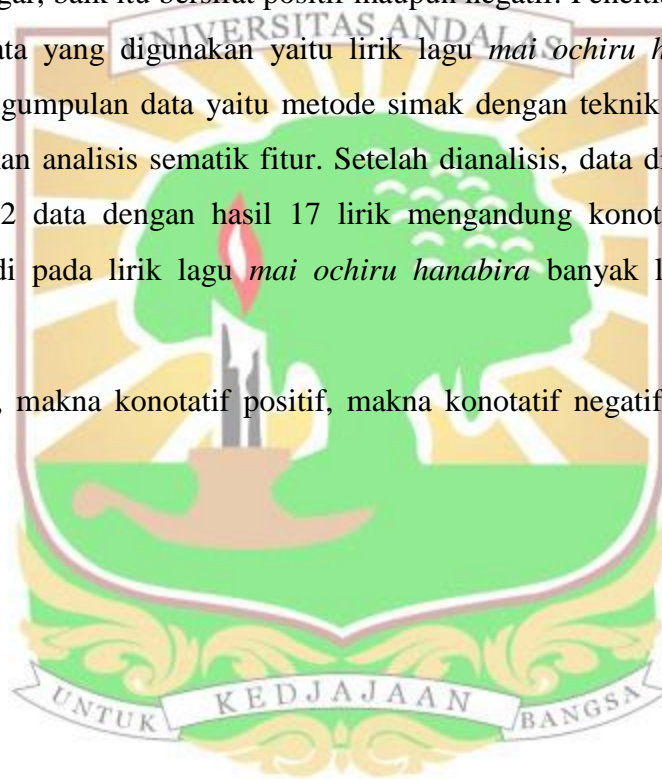 gar, baik itu bersifat positif maupun negatif. Penelitia
UNIVERSITAS ANDALAS
ata yang digunakan yaitu lirik lagu mai ochiru h
gumpulan data yaitu metode simak dengan teknik
an analisis sematik fitur. Setelah dianalisis, data di
2 data dengan hasil 17 lirik mengandung konot
di pada lirik lagu mai ochiru hanabira banyak l
, makna konotatif positif, makna konotatif negatif
UNTUK KEDJAJAAN BANGSA